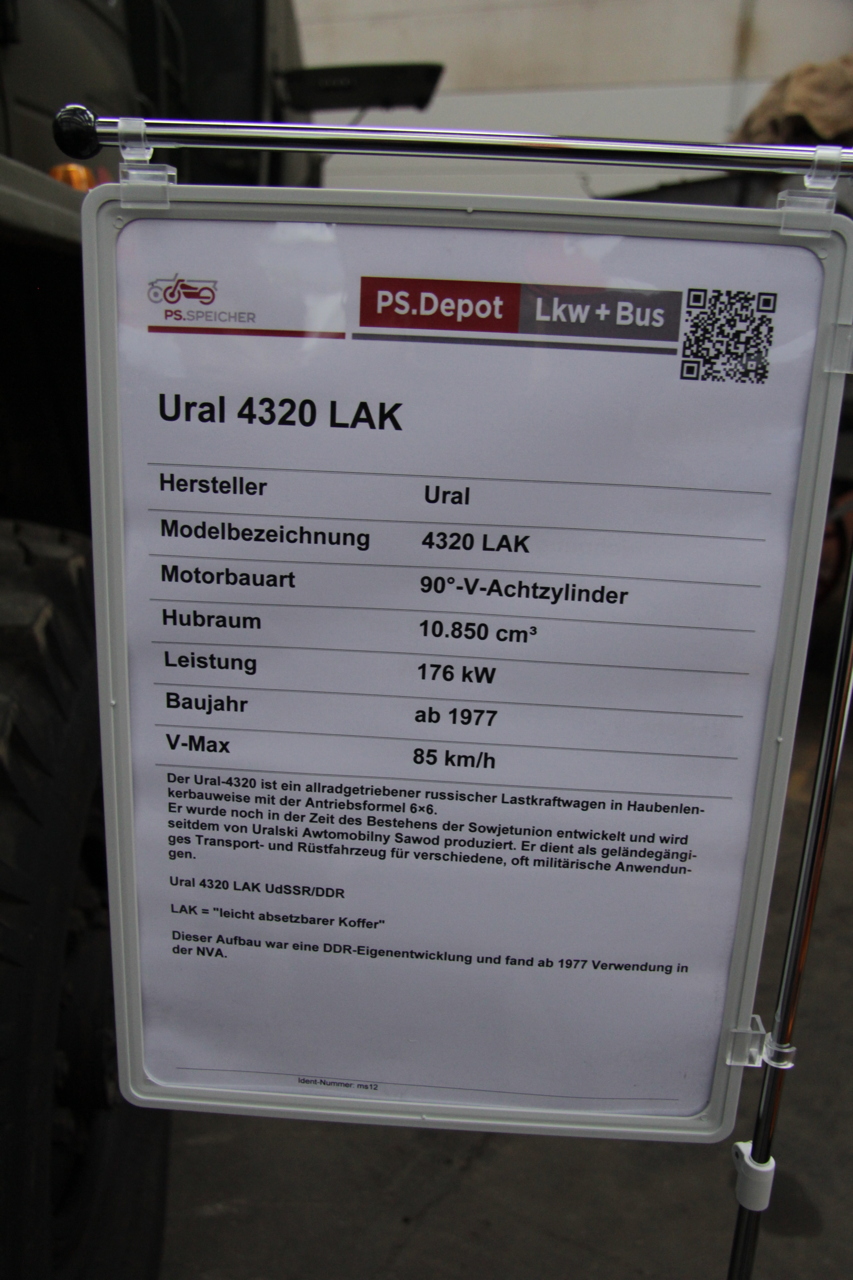 PS.SPEICHER
PS.Depot Lkw + Bus
Ural 4320 LAK
Hersteller Ural
Modelbezeichnung 4320 LAK
Motorbauart 90°-V-Achtzylinder
Hubraum 10.850 cm³
Leistung 176 kW
Baujahr ab 1977
V-Max 85 km/h
Der Ural-4320 ist ein allradgetriebener russischer Lastkraftwagen in Haubenlen-
kerbauweise mit der Antriebsformel 6×6.
Er wurde noch in der Zeit des Bestehens der Sowjetunion entwickelt und wird
seitdem von Uralski Awtomobilny Sawod produziert. Er dient als geländegängi-
ges Transport- und Rüstfahrzeug für verschiedene, oft militärische Anwendun-
gen.
Ural 4320 LAK UdSSR/DDR
LAK = "leicht absetzbarer Koffer"
Dieser Aufbau war eine DDR-Eigenentwicklung und fand ab 1977 Verwendung in
der NVA.
Ident-Nummer: ms12